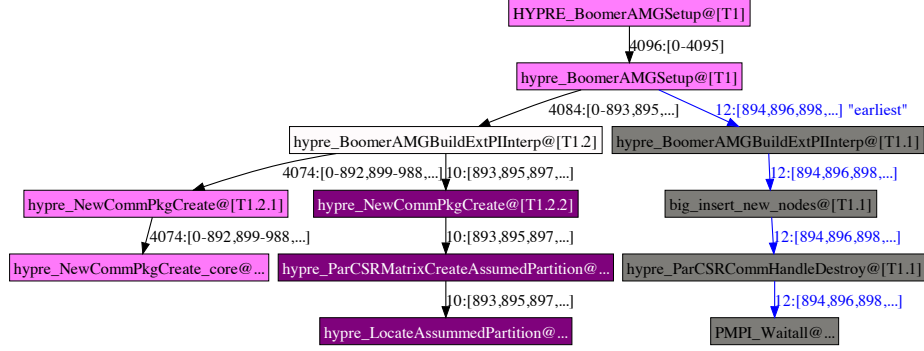 HYPRE_BoomerAMGSetup@[T1]
4096:[0-4095]
hypre_BoomerAMGSetup@[T1]
4084:[0-893,895,...]
12:[894,896,898,...] "earliest"
hypre_BoomerAMGBuildExtPIInterp@[T1.2]
hypre_BoomerAMGBuildExtPIInterp@[T1.1]
4074:[0-892,899-988,...]
10:[893,895,897,...]
12:[894,896,898,...]
hypre_NewCommPkgCreate@[T1.2.1]
hypre_NewCommPkgCreate@[T1.2.2]
big_insert_new_nodes@[T1.1]
4074:[0-892,899-988,...]
10:[893,895,897,...]
12:[894,896,898,...]
hypre_NewCommPkgCreate_core@...
hypre_ParCSRMatrixCreateAssumedPartition@...
hypre_ParCSRCommHandleDestroy@[T1.1]
10:[893,895,897,...]
12:[894,896,898,...]
hypre_LocateAssummedPartition@...
PMPI_Waitall@...